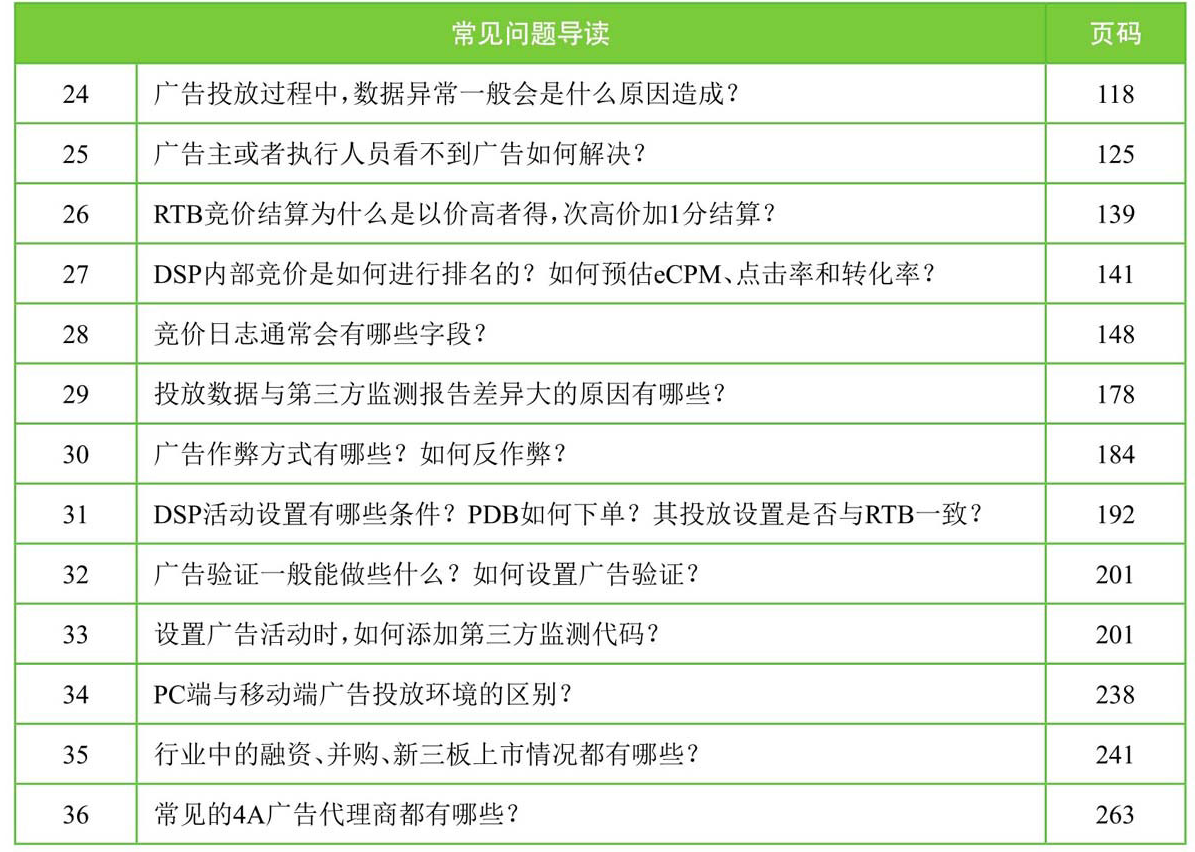 常见问题导读 页码
24 广告投放过程中,数据异常一般会是什么原因造成? 118
25 广告主或者执行人员看不到广告如何解决? 125
26 RTB竞价结算为什么是以价高者得,次高价加1分结算? 139
27 DSP内部竞价是如何进行排名的? 如何预估eCPM、点击率和转化率? 141
28 竞价日志通常会有哪些字段? 148
29 投放数据与第三方监测报告差异大的原因有哪些? 178
30 广告作弊方式有哪些? 如何反作弊? 184
31 DSP活动设置有哪些条件? PDB如何下单? 其投放设置是否与RTB一致? 192
32 广告验证一般能做些什么? 如何设置广告验证? 201
33 设置广告活动时,如何添加第三方监测代码? 201
34 PC端与移动端广告投放环境的区别? 238
35 行业中的融资、并购、新三板上市情况都有哪些? 241
36 常见的4A广告代理商都有哪些? 263